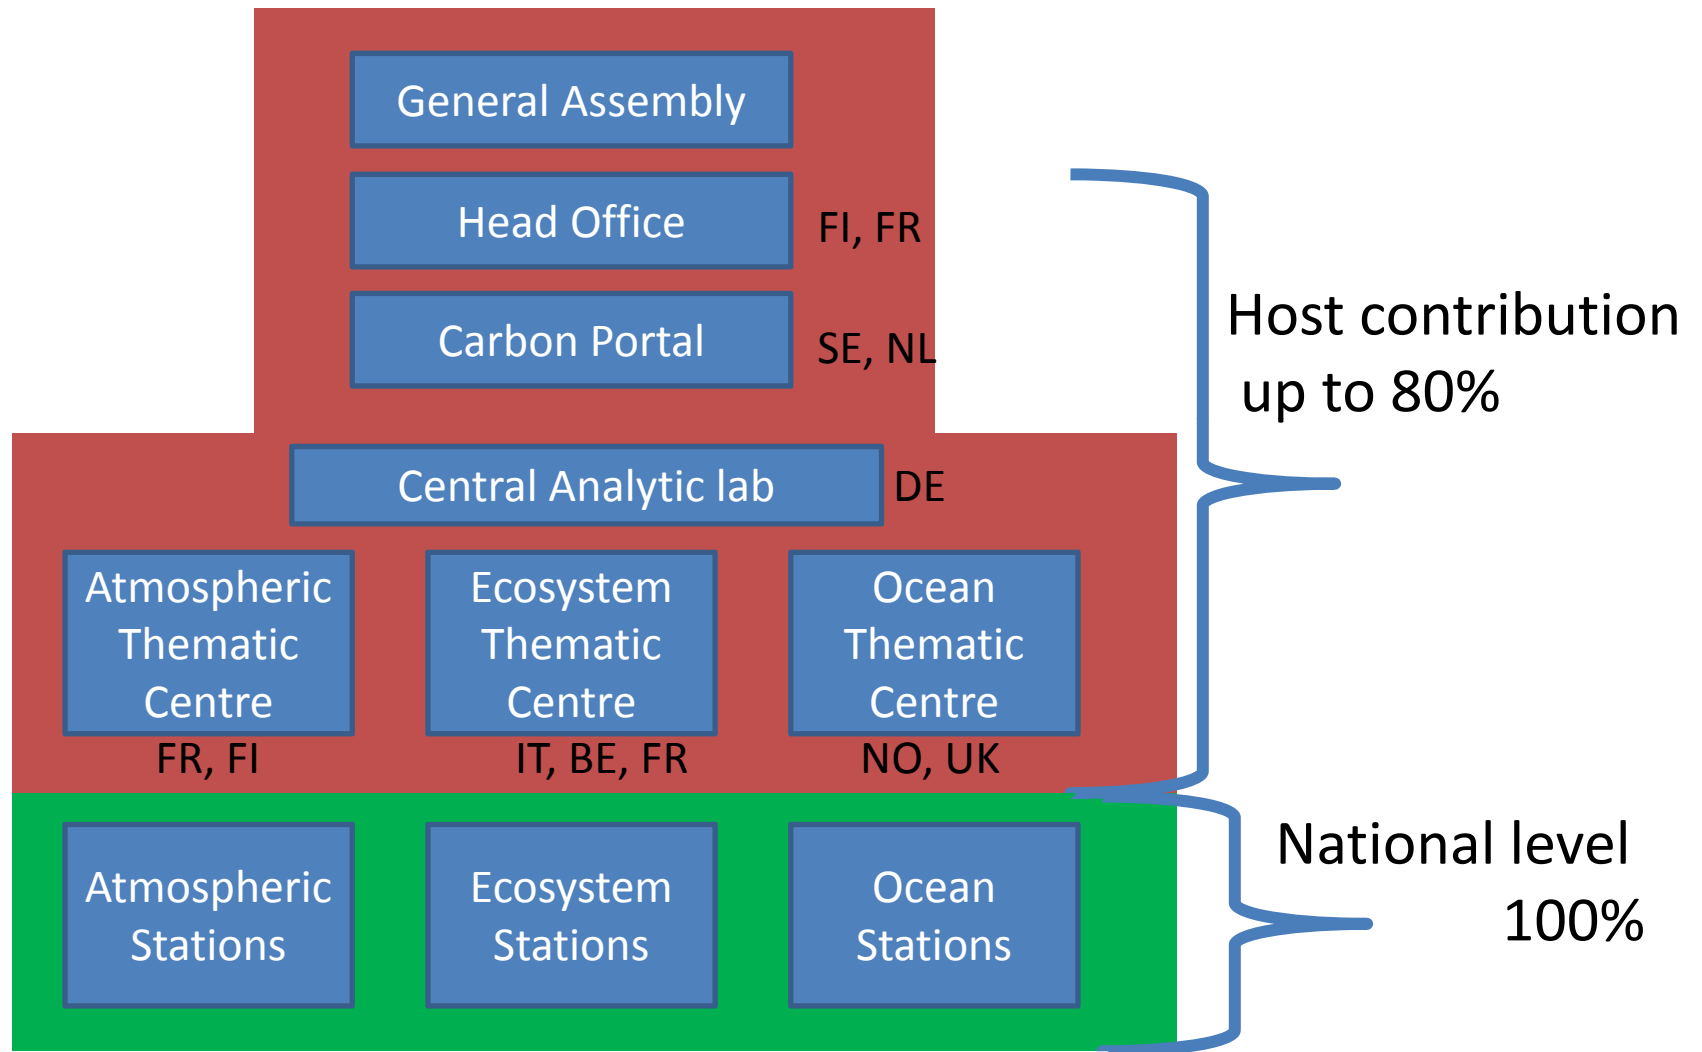 General Assembly
Head Office
FI, FR
Carbon Portal
SE, NL
Host contribution
up to 80%
Central Analytic lab
DE
Atmospheric
Thematic
Centre
FR, FI
Ecosystem
Thematic
Centre
IT, BE, FR
Ocean
Thematic
Centre
NO, UK
Atmospheric
Stations
Ecosystem
Stations
Ocean
Stations
National level
100%